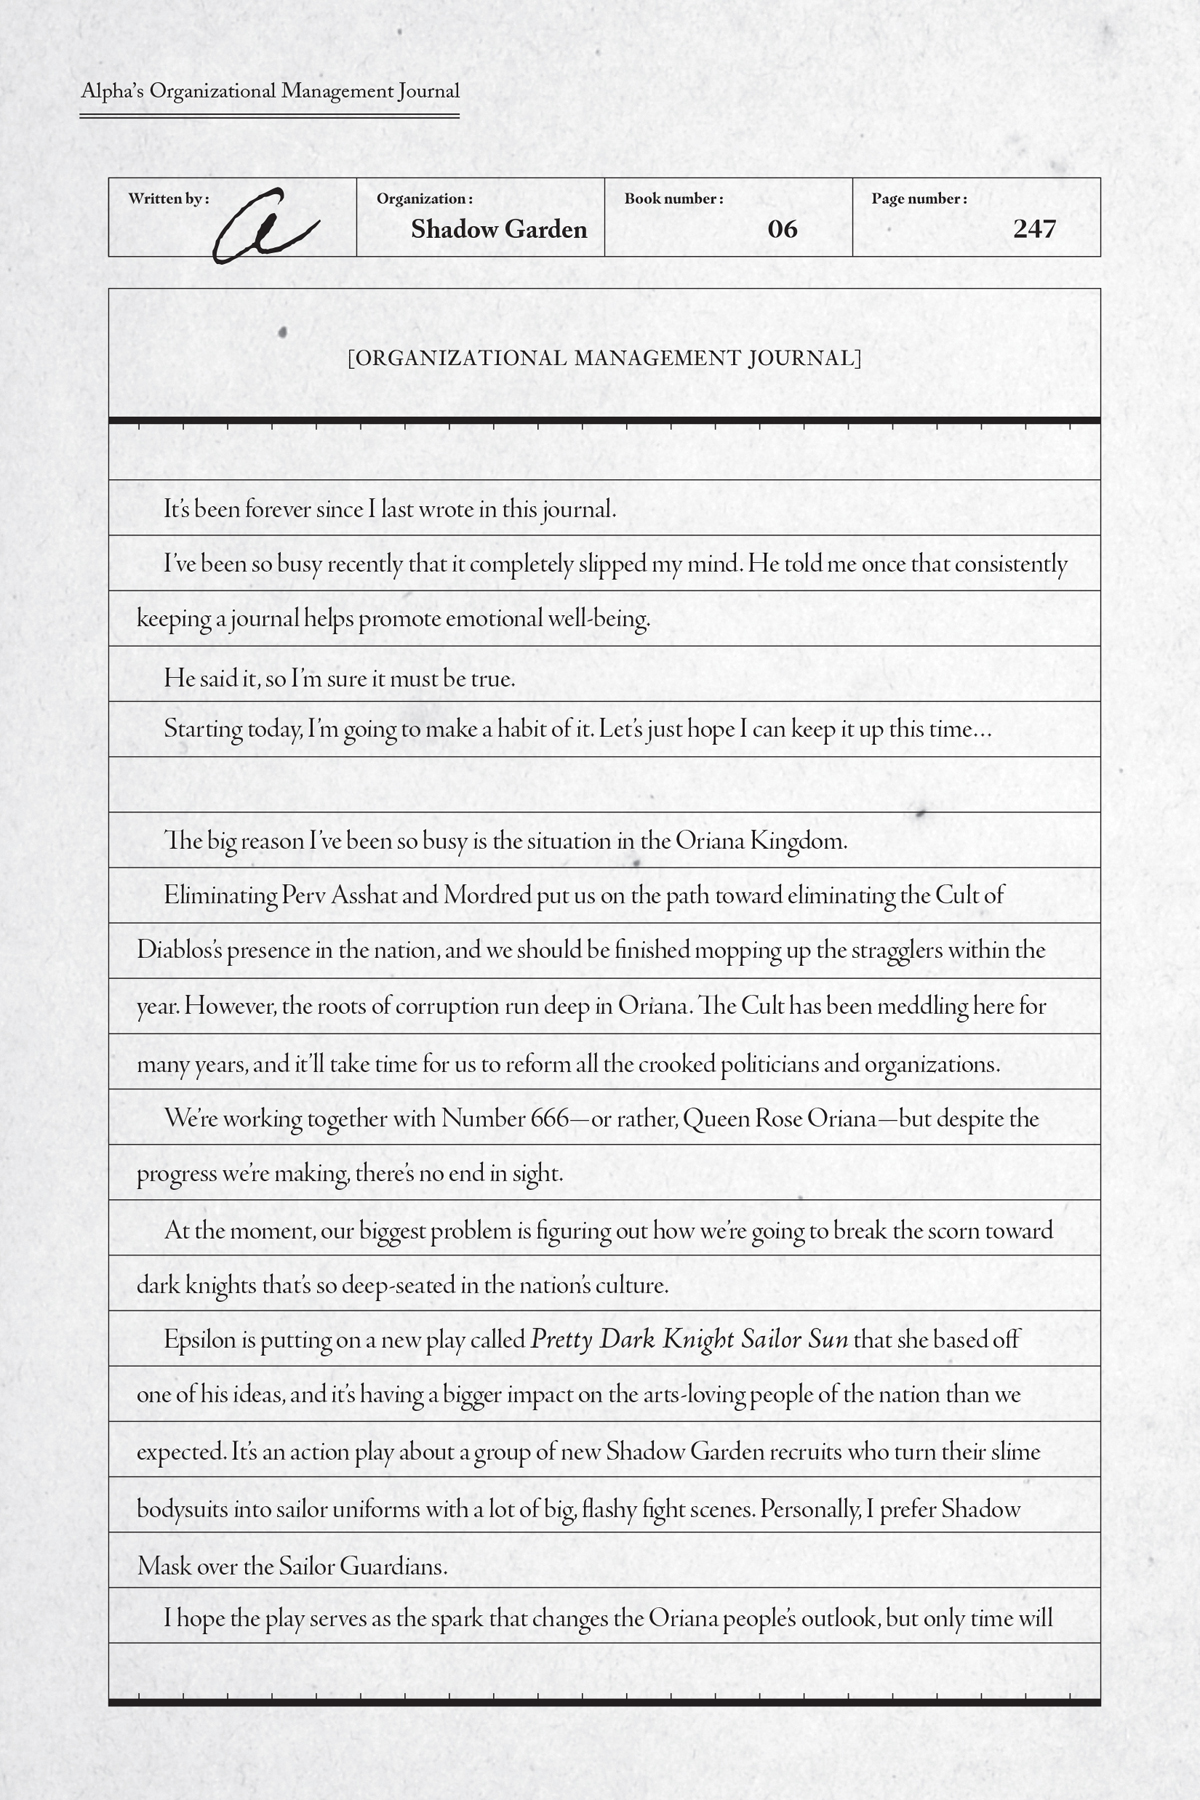 Alpha's Organizational Management Journal
Written by: a
Organization: Shadow Garden
Book number: 06
Page number: 247
[ORGANIZATIONAL MANAGEMENT JOURNAL]
It's been forever since I last wrote in this journal.
I've been so busy recently that it completely slipped my mind. He told me once that consistently
keeping a journal helps promote emotional well-being.
He said it, so I'm sure it must be true.
Starting today, I'm going to make a habit of it. Let's just hope I can keep it up this time...
The big reason I've been so busy is the situation in the Oriana Kingdom.
Eliminating Perv Asshat and Mordred put us on the path toward eliminating the Cult of
Diablos's presence in the nation, and we should be finished mopping up the stragglers within the
year. However, the roots of corruption run deep in Oriana. The Cult has been meddling here for
many years, and it'll take time for us to reform all the crooked politicians and organizations.
We're working together with Number 666—or rather, Queen Rose Oriana—but despite the
progress we're making, there's no end in sight.
At the moment, our biggest problem is figuring out how we're going to break the scorn toward
dark knights that's so deep-seated in the nation's culture.
Epsilon is putting on a new play called Pretty Dark Knight Sailor Sun that she based off
one of his ideas, and it's having a bigger impact on the arts-loving people of the nation than we
expected. It's an action play about a group of new Shadow Garden recruits who turn their slime
bodysuits into sailor uniforms with a lot of big, flashy fight scenes. Personally, I prefer Shadow
Mask over the Sailor Guardians.
I hope the play serves as the spark that changes the Oriana people's outlook, but only time will